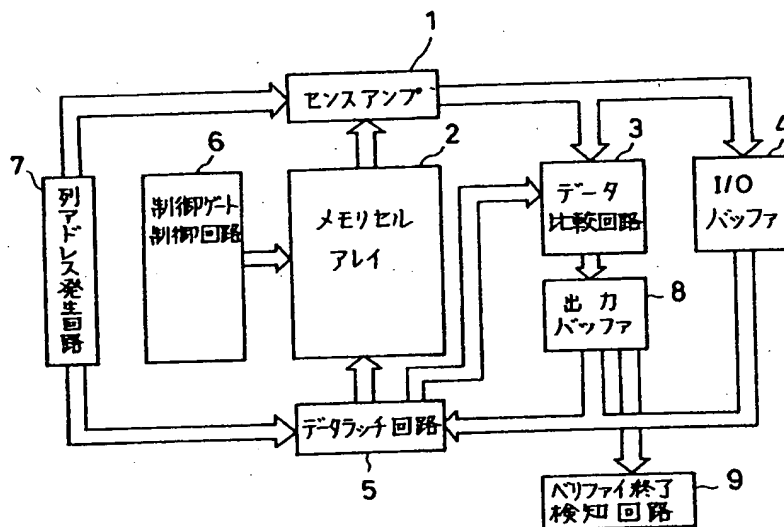 1
センスアンプ
6
2
3
4
7
列アドレス発生回路
制御ゲート
制御回路
メモリセル
アレイ
データ
比較回路
I/O
バッファ
出力
バッファ
8
データラッチ回路
5
ベリファイ終了
検知回路
9